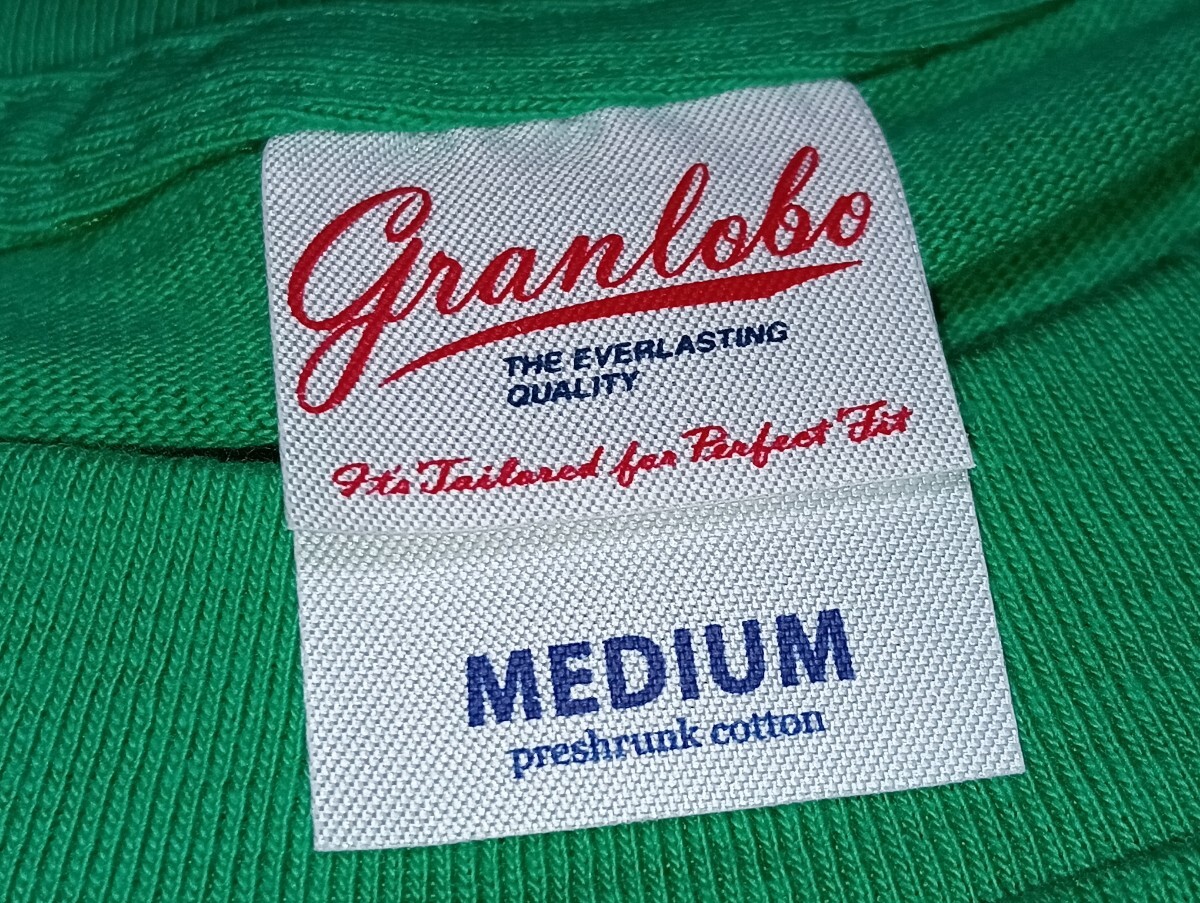 Granlobo
THE EVERLASTING
QUALITY
It's Tailored for Perfect Fit
MEDIUM
preshrunk cotton